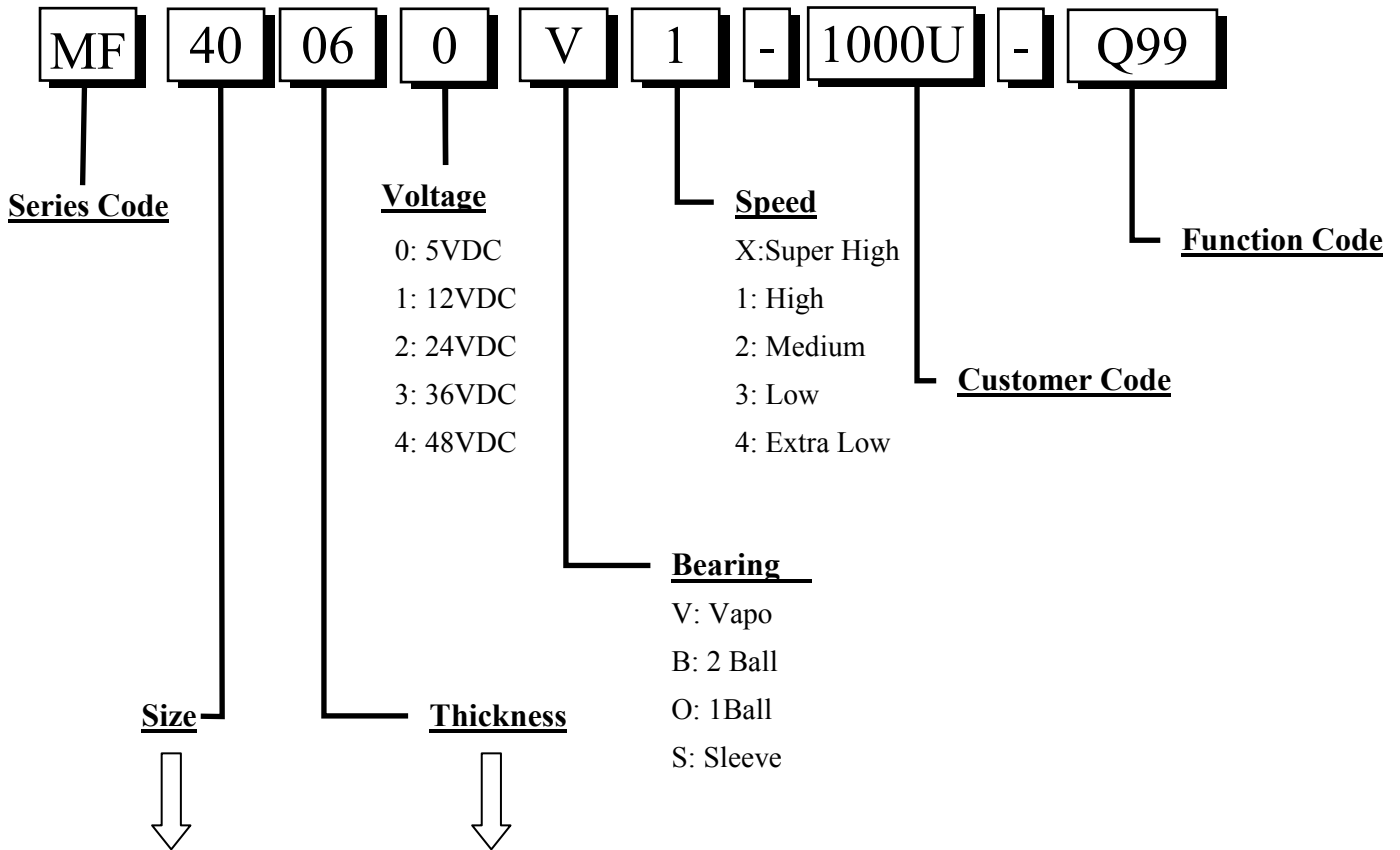 MF 40 06 0 V 1 - 1000U - Q99
Series Code
Voltage
0: 5VDC
1: 12VDC
2: 24VDC
3: 36VDC
4: 48VDC
Speed
X:Super High
1: High
2: Medium
3: Low
4: Extra Low
Function Code
Customer Code
Bearing
V: Vapo
B: 2 Ball
O: 1Ball
S: Sleeve
Size
Thickness